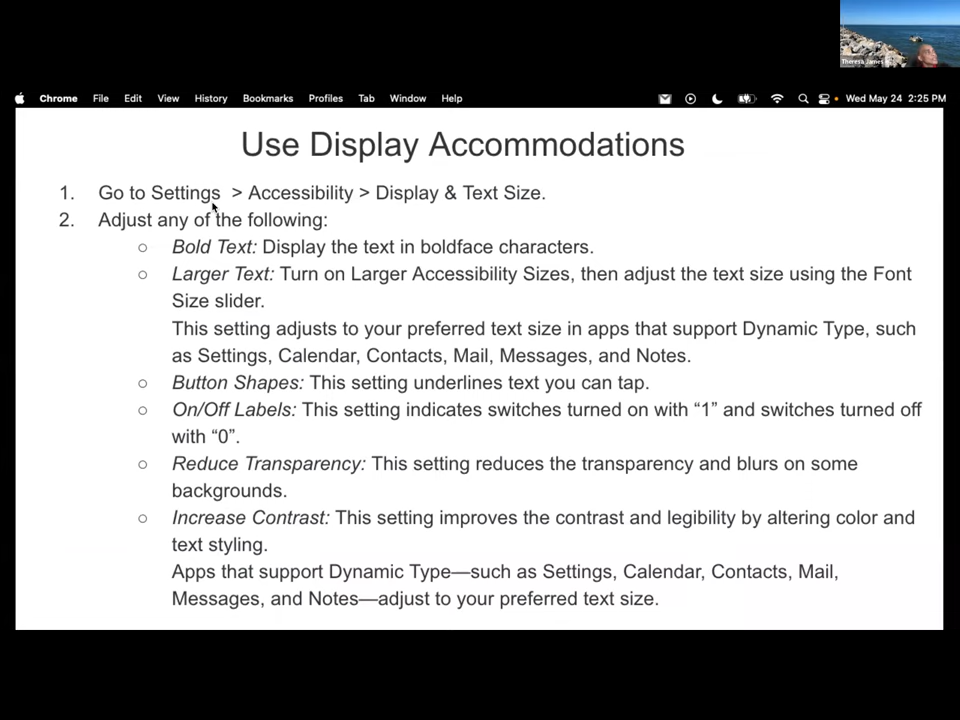 Theresa James
Chrome File Edit View History Bookmarks Profiles Tab Window Help Wed May 24 2:25 PM
Use Display Accommodations
1. Go to Settings > Accessibility > Display & Text Size.
2. Adjust any of the following:
○ Bold Text: Display the text in boldface characters.
○ Larger Text: Turn on Larger Accessibility Sizes, then adjust the text size using the Font
Size slider.
This setting adjusts to your preferred text size in apps that support Dynamic Type, such
as Settings, Calendar, Contacts, Mail, Messages, and Notes.
○ Button Shapes: This setting underlines text you can tap.
○ On/Off Labels: This setting indicates switches turned on with “1” and switches turned off
with “0”.
○ Reduce Transparency: This setting reduces the transparency and blurs on some
backgrounds.
○ Increase Contrast: This setting improves the contrast and legibility by altering color and
text styling.
Apps that support Dynamic Type—such as Settings, Calendar, Contacts, Mail,
Messages, and Notes—adjust to your preferred text size.